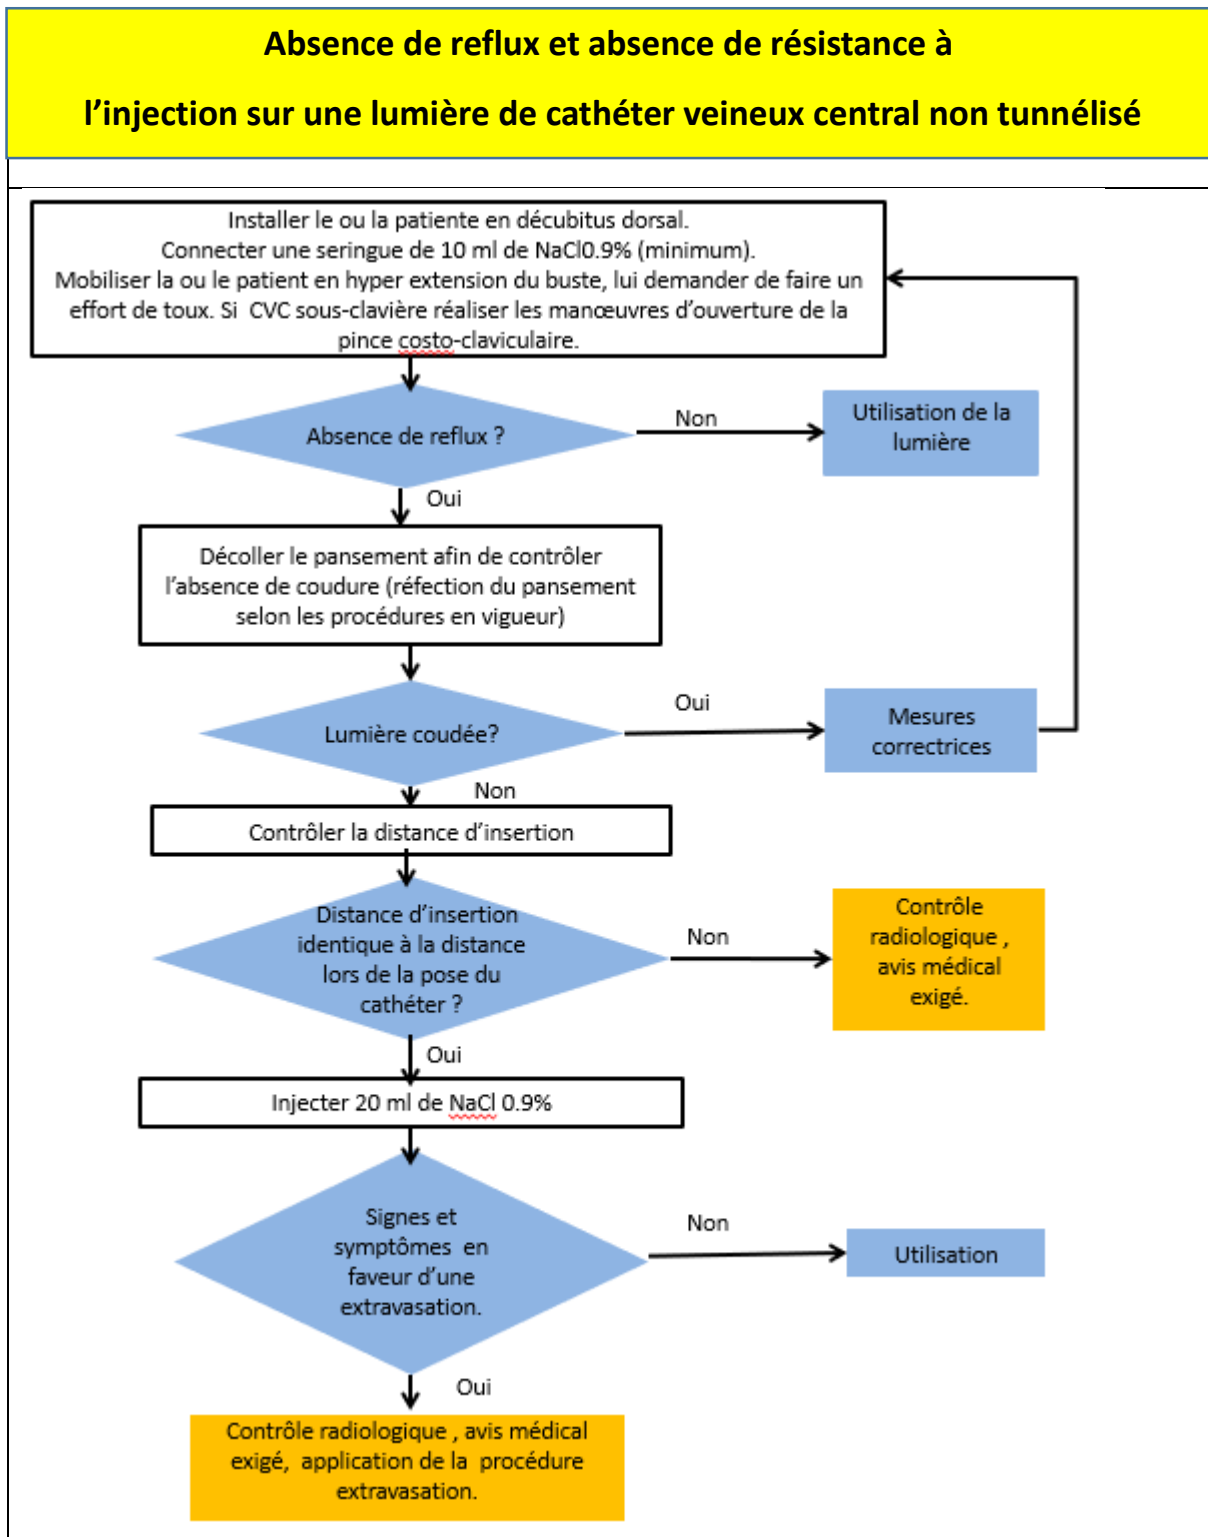 Absence de reflux et absence de résistance à
l’injection sur une lumière de cathéter veineux central non tunnélisé
Installer le ou la patiente en décubitus dorsal.
Connecter une seringue de 10 ml de NaCl0.9% (minimum).
Mobiliser la ou le patient en hyper extension du buste, lui demander de faire un
effort de toux. Si  CVC sous-clavière réaliser les manœuvres d’ouverture de la
pince costo-claviculaire.
Absence de reflux ?
Non
Utilisation de la
lumière
Oui
Décoller le pansement afin de contrôler
l’absence de coudure (réfection du pansement
selon les procédures en vigueur)
Lumière coudée?
Oui
Mesures
correctrices
Non
Contrôler la distance d’insertion
Distance d’insertion
identique à la distance
lors de la pose du
cathéter ?
Non
Contrôle
radiologique ,
avis médical
exigé.
Oui
Injecter 20 ml de NaCl 0.9%
Signes et
symptômes  en
faveur d’une
extravasation.
Non
Utilisation
Oui
Contrôle radiologique , avis médical
exigé,  application de la  procédure
extravasation.